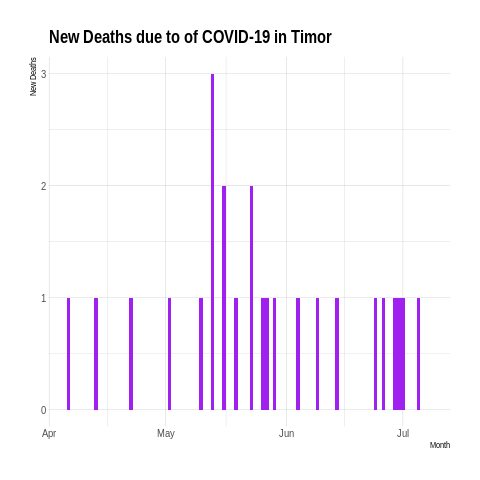 New Deaths due to of COVID-19 in Timor
New Deaths
3
2
1
0
Apr May Jun Jul
Month